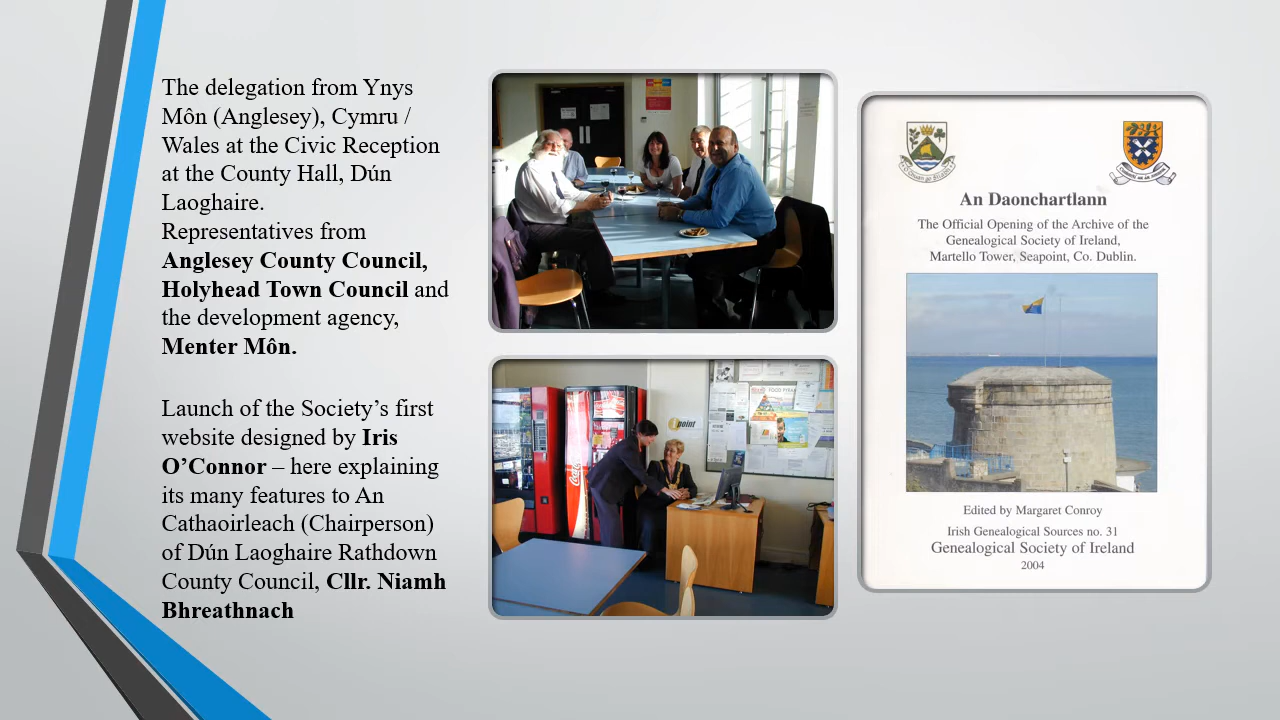 The delegation from Ynys
Môn (Anglesey), Cymru /
Wales at the Civic Reception
at the County Hall, Dún
Laoghaire.
Representatives from
Anglesey County Council,
Holyhead Town Council and
the development agency,
Menter Môn.
Launch of the Society’s first
website designed by Iris
O’Connor – here explaining
its many features to An
Cathaoirleach (Chairperson)
of Dún Laoghaire Rathdown
County Council, Cllr. Niamh
Bhreathnach
point
Coca-Cola
An Daonchartlann
The Official Opening of the Archive of the
Genealogical Society of Ireland,
Martello Tower, Seapoint, Co. Dublin.
Edited by Margaret Conroy
Irish Genealogical Sources no. 31
Genealogical Society of Ireland
2004